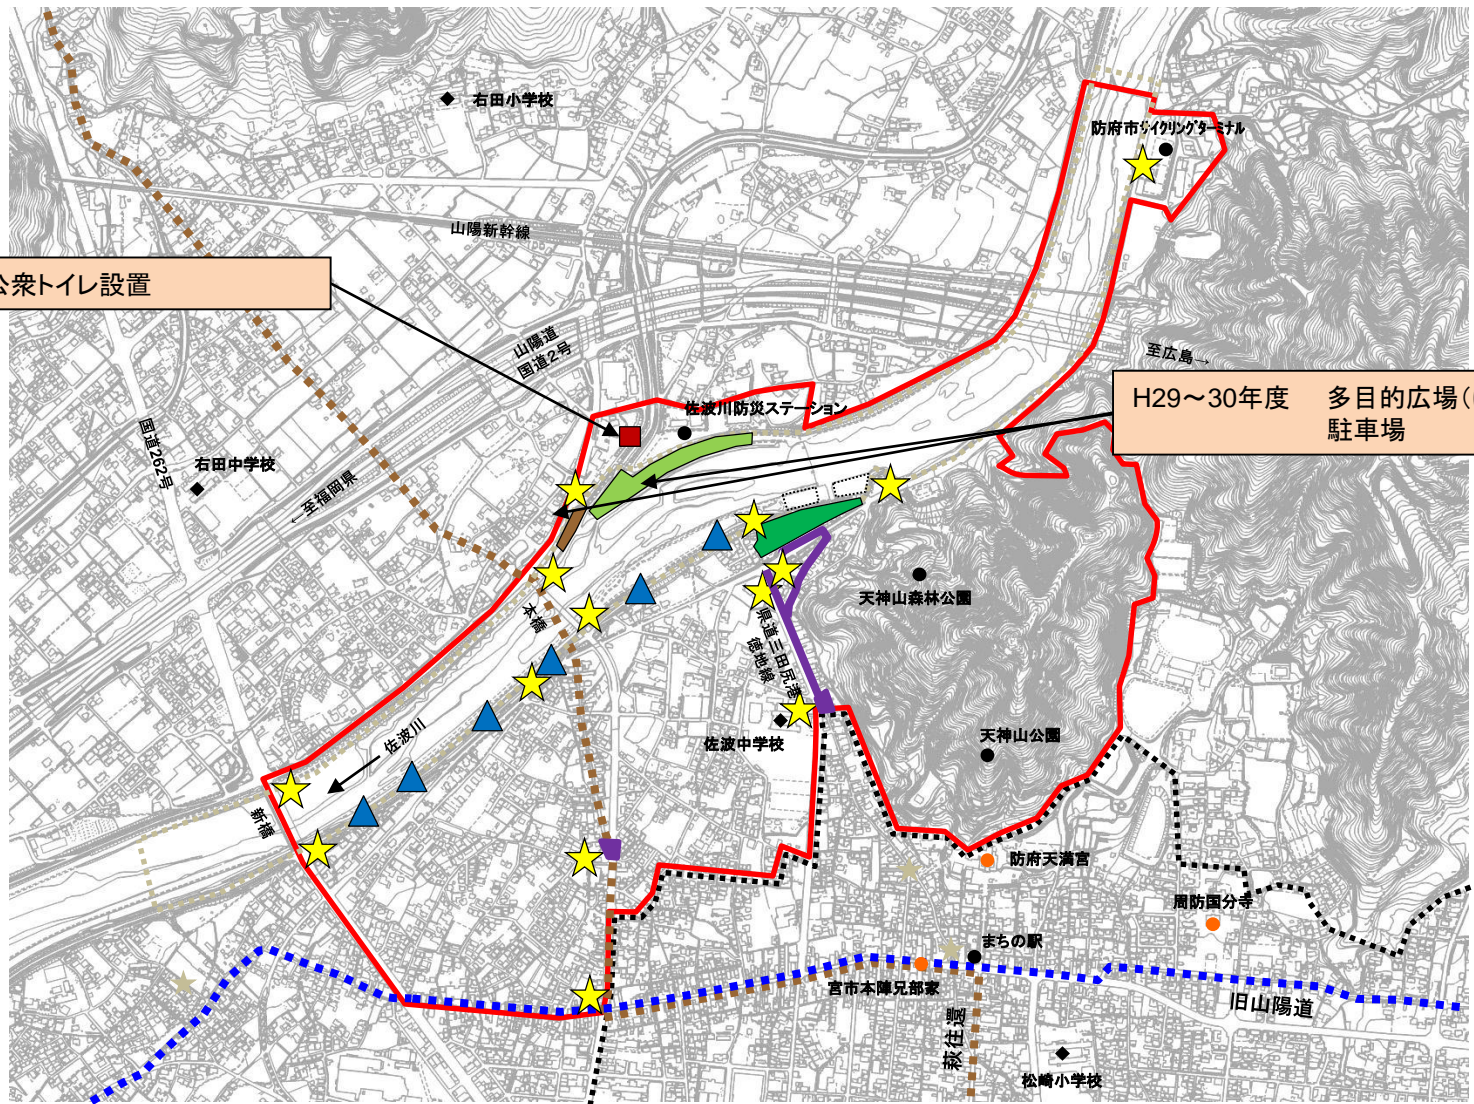 右田小学校
防府市サイクリングターミナル
山陽新幹線
公衆トイレ設置
山陽道
国道2号
至広島→
H29～30年度 多目的広場(
駐車場
佐波川防災ステーション
国道262号
右田中学校
←至福岡県
天神山森林公園
本橋
県道三田尻港
徳地線
佐波中学校
天神山公園
佐波川
新橋
防府天満宮
周防国分寺
まちの駅
宮市本陣兄部家
旧山陽道
萩往還
松崎小学校